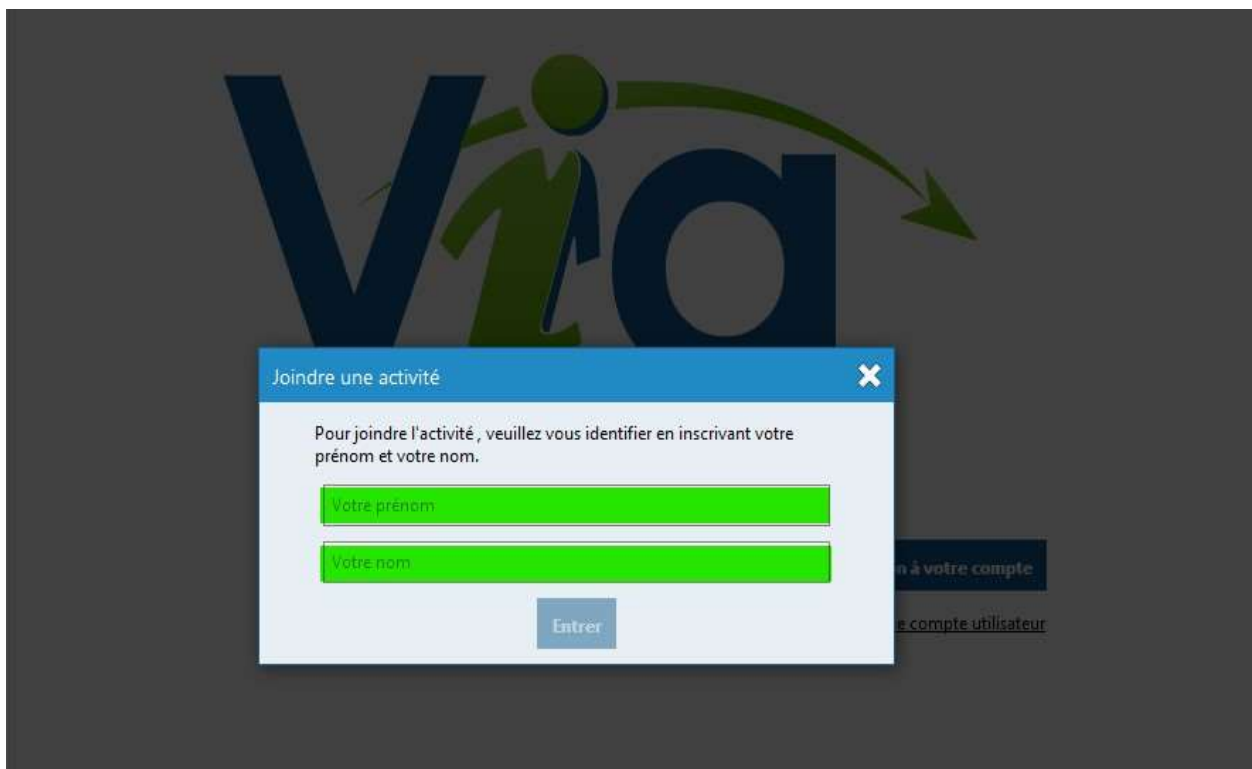 Via
Joindre une activité
Pour joindre l'activité , veuillez vous identifier en inscrivant votre
prénom et votre nom.
Votre prénom
Votre nom
à votre compte
Entrer
compte utilisateur